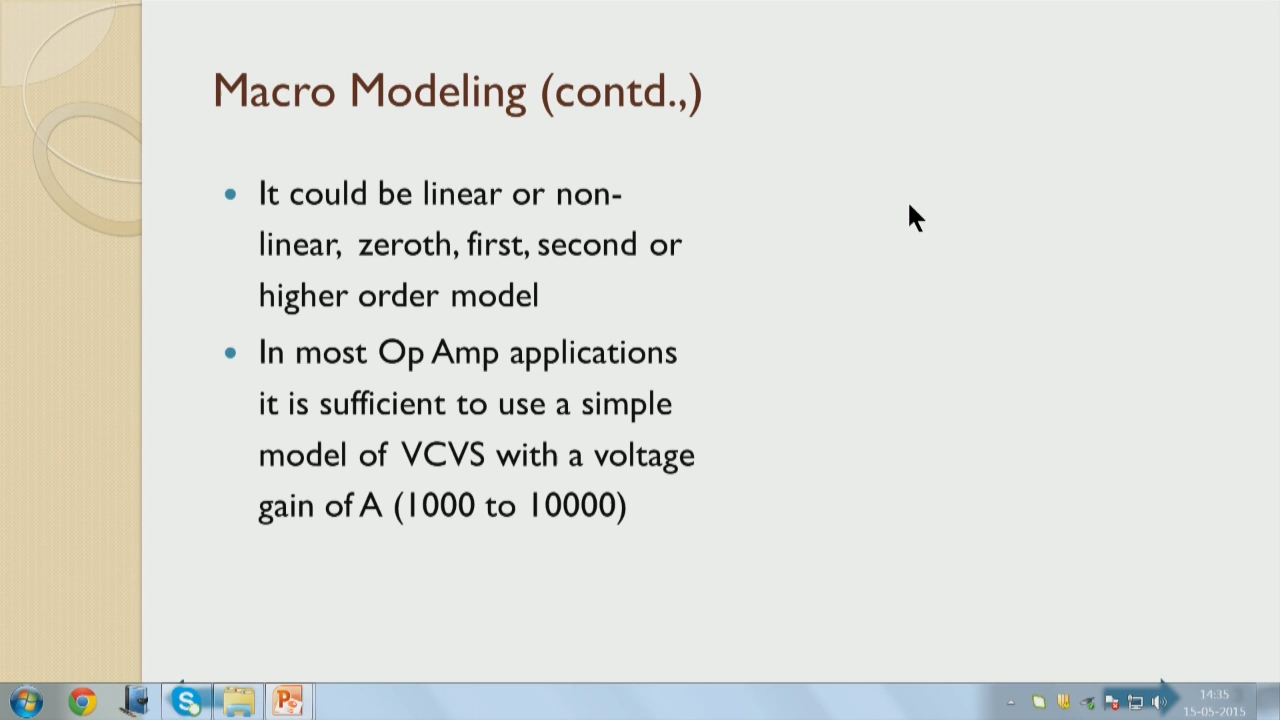 Macro Modeling (contd.,)
• It could be linear or non-
linear, zeroth, first, second or
higher order model
• In most Op Amp applications
it is sufficient to use a simple
model of VCVS with a voltage
gain of A (1000 to 10000)
14:35
15-05-2015